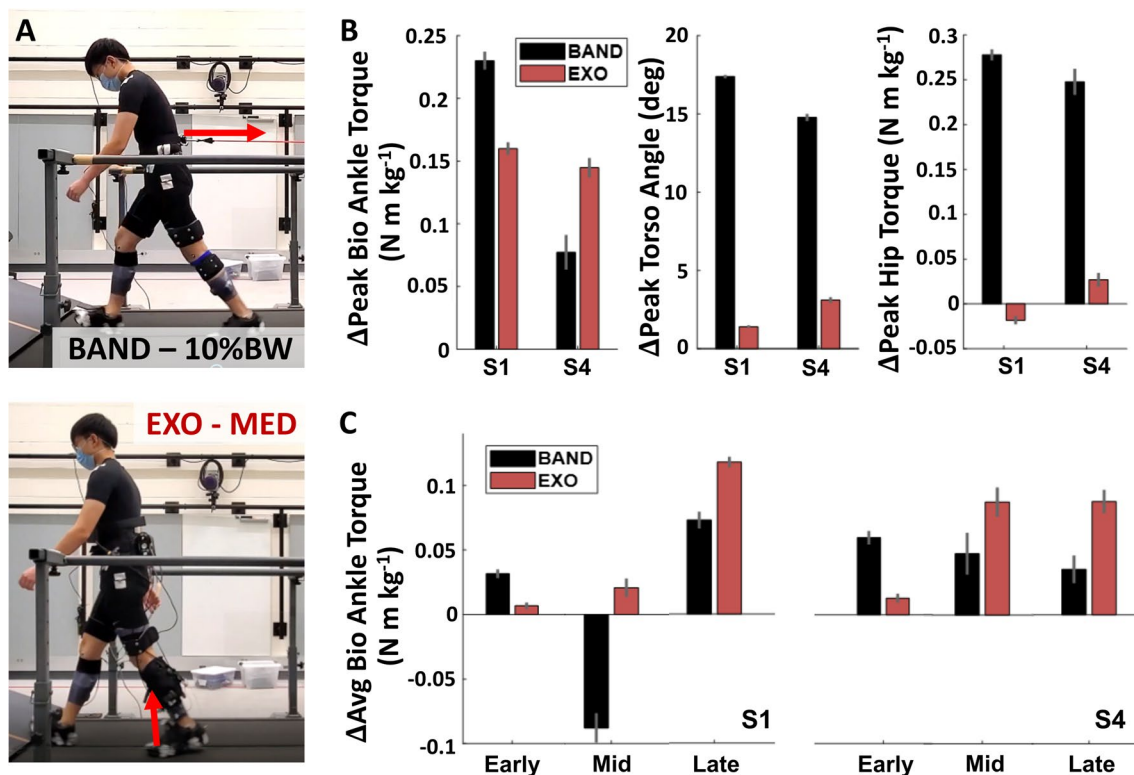 A
BAND – 10%BW
EXO - MED
B
ΔPeak Bio Ankle Torque
(N m kg⁻¹)
0.25
0.2
0.15
0.1
0.05
0
BAND
EXO
S1
S4
ΔPeak Torso Angle (deg)
20
15
10
5
0
S1
S4
ΔPeak Hip Torque (N m kg⁻¹)
0.3
0.25
0.2
0.15
0.1
0.05
0
-0.05
S1
S4
C
ΔAvg Bio Ankle Torque
(N m kg⁻¹)
0.1
0.05
0
-0.05
-0.1
BAND
EXO
S1
Early
Mid
Late
S4
Early
Mid
Late